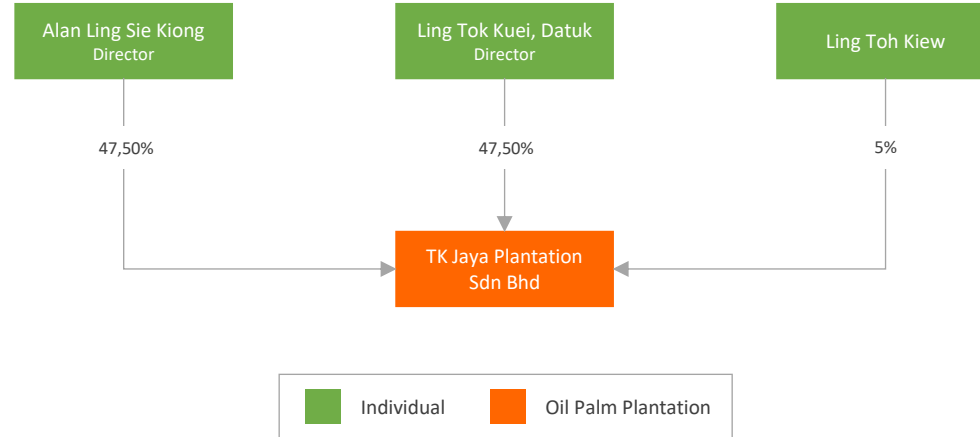 Alan Ling Sie Kiong
Director
Ling Tok Kuei, Datuk
Director
Ling Toh Kiew
47,50%
47,50%
5%
TK Jaya Plantation
Sdn Bhd
Individual
Oil Palm Plantation